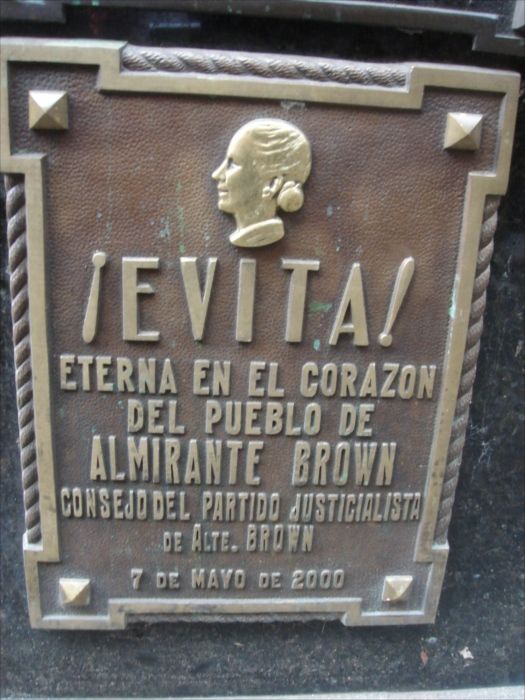 ¡EVITA!
ETERNA EN EL CORAZON
DEL PUEBLO DE
ALMIRANTE BROWN
CONSEJO DEL PARTIDO JUSTICIALISTA
DE ALTE. BROWN
7 DE MAYO DE 2000